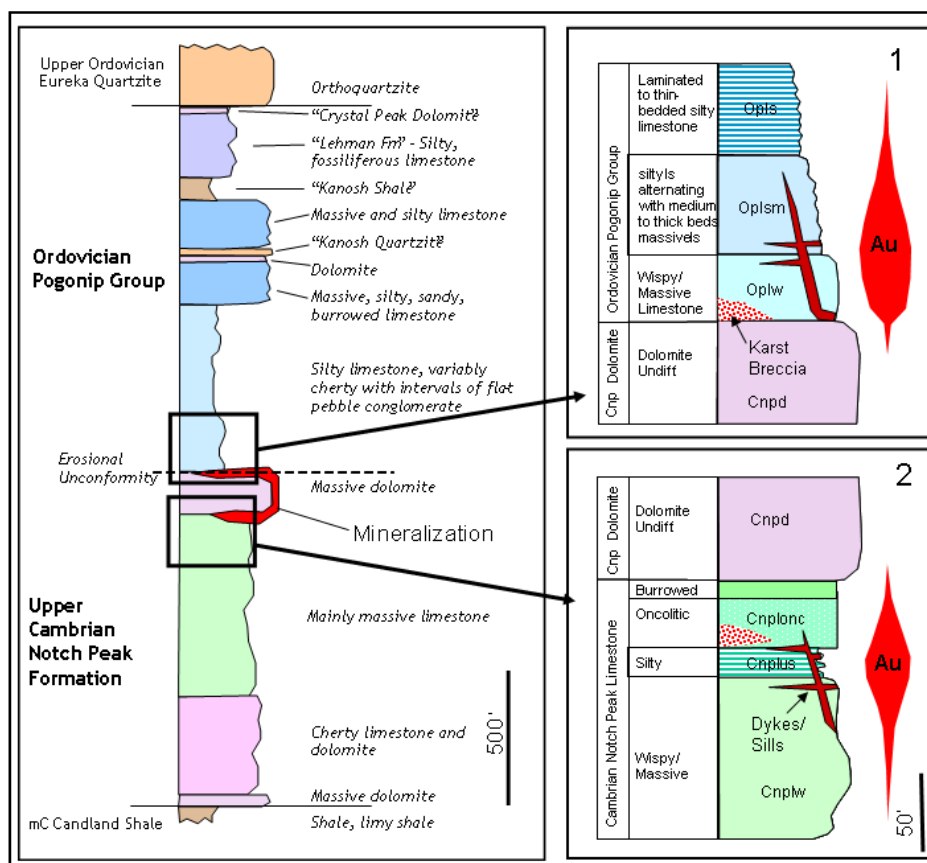 Upper Ordovician
Eureka Quartzite
Orthoquartzite
"Crystal Peak Dolomite"
"Lehman Fm" - Silty,
fossiliferous limestone
"Kanosh Shale"
Massive and silty limestone
"Kanosh Quartzite"
Ordovician
Pogonip Group
Dolomite
Massive, silty, sandy,
burrowed limestone
Silty limestone, variably
cherty with intervals of flat
pebble conglomerate
Erosional
Unconformity
Massive dolomite
Mineralization
Upper
Cambrian
Notch Peak
Formation
Mainly massive limestone
500'
Cherty limestone and
dolomite
Massive dolomite
mC Candland Shale
Shale, limy shale
1
Ordovician Pogonip Group
Laminated
to thin-
bedded silty
limestone
Opls
silty ls
alternating
with medium
to thick beds
massive ls
Oplsm
Wispy/
Massive
Limestone
Oplw
Au
Cnp Dolomite
Dolomite
Undiff
Karst
Breccia
Cnpd
2
Cnp Dolomite
Dolomite
Undiff
Cnpd
Cambrian Notch Peak Limestone
Burrowed
Oncolitic
Cnplonc
Silty
Cnplus
Au
Dykes/
Sills
Wispy/
Massive
Cnplw
50'